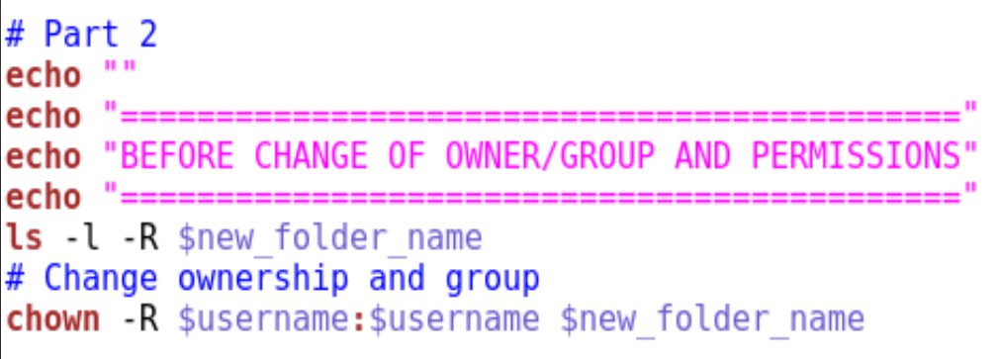 # Part 2
echo ""
echo "============================================"
echo "BEFORE CHANGE OF OWNER/GROUP AND PERMISSIONS"
echo "============================================"
ls -l -R $new_folder_name
# Change ownership and group
chown -R $username:$username $new_folder_name